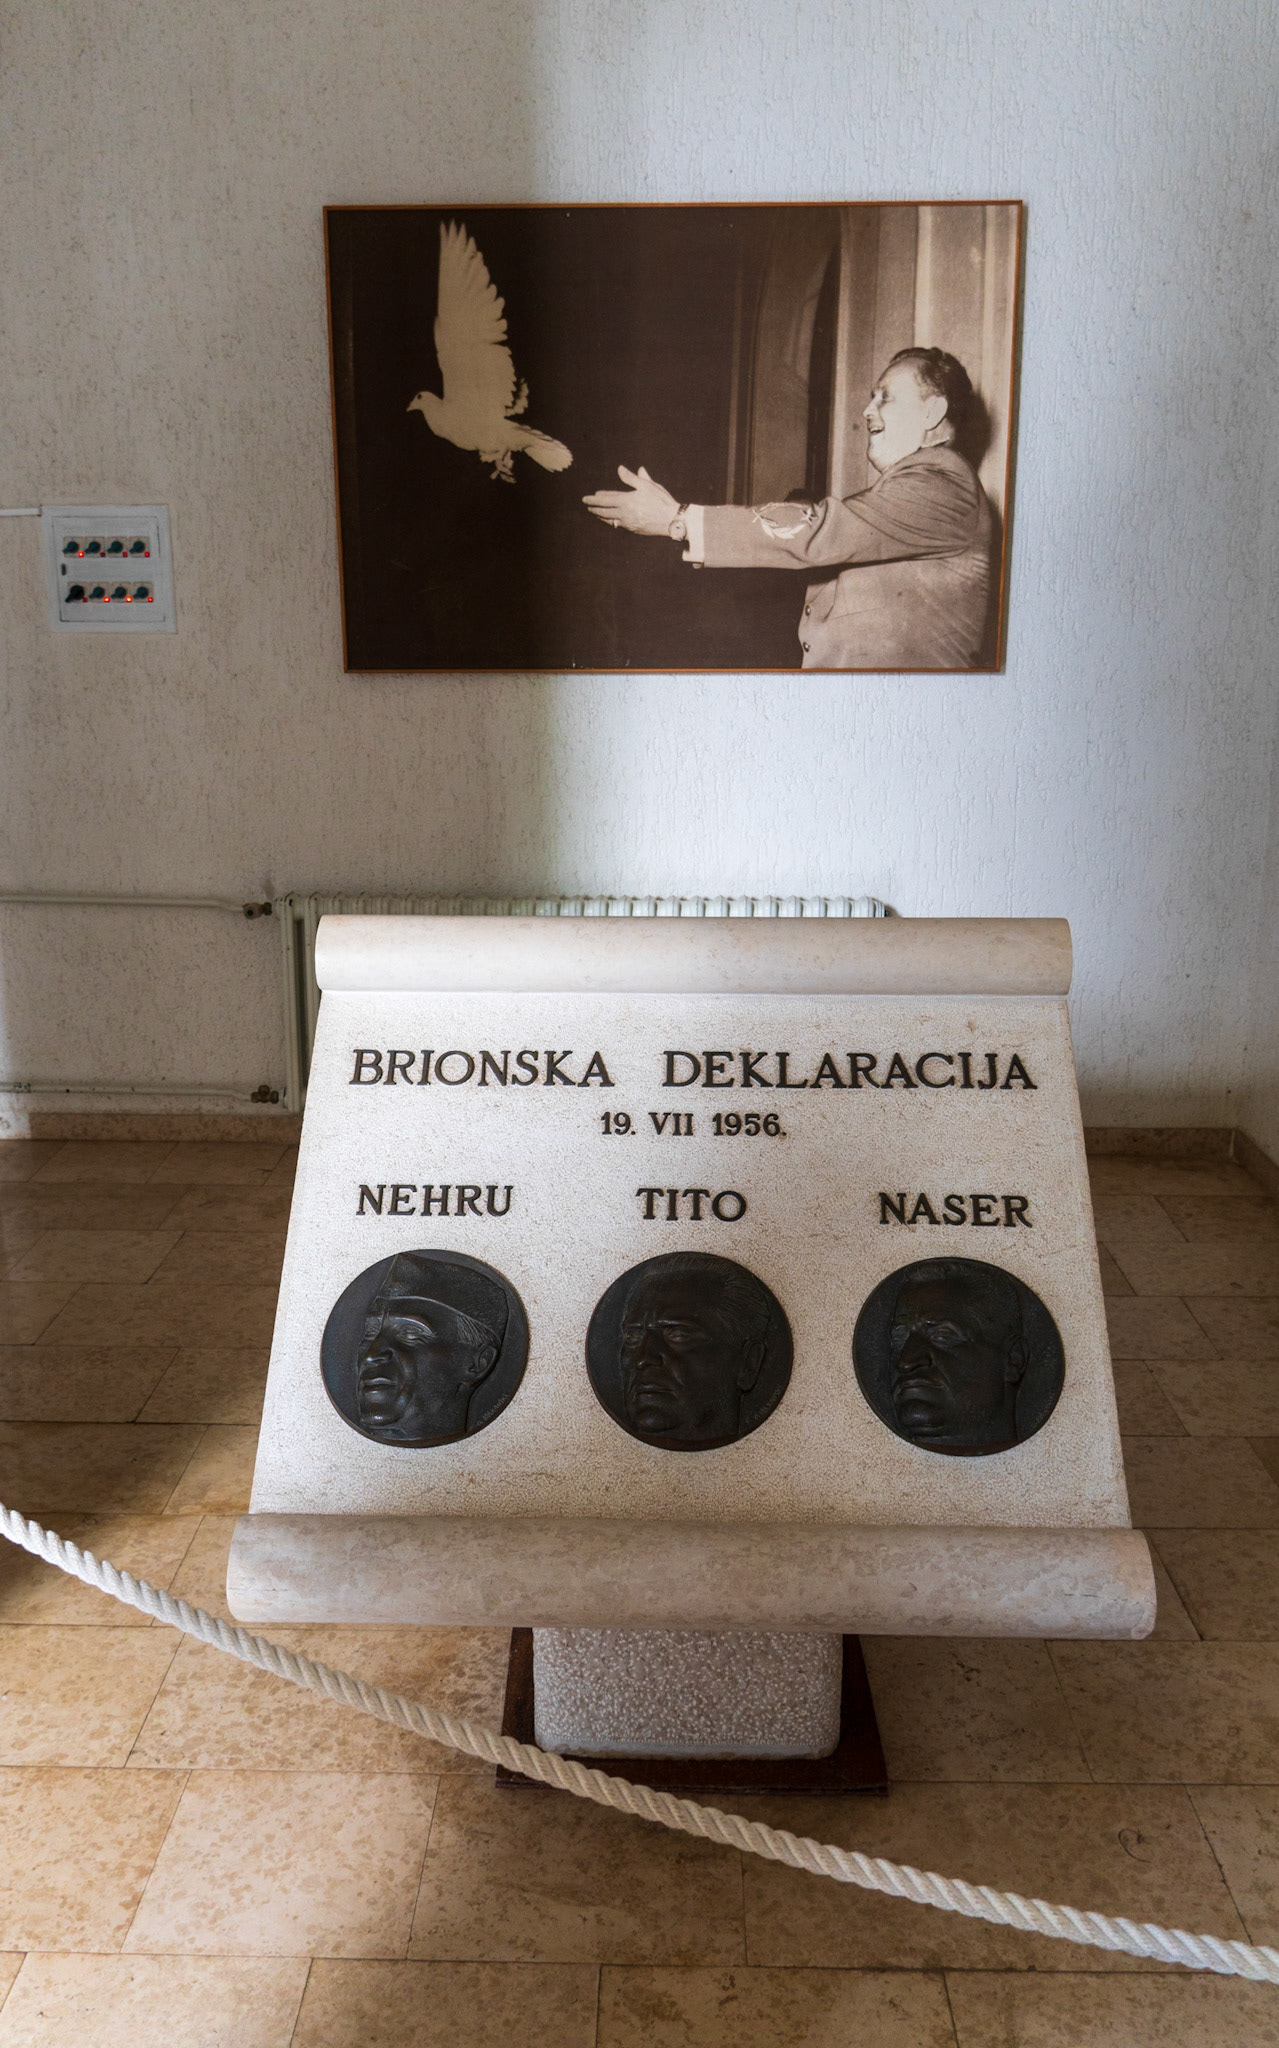 BRIONSKA DEKLARACIJA
19. VII 1956.
NEHRU TITO NASER